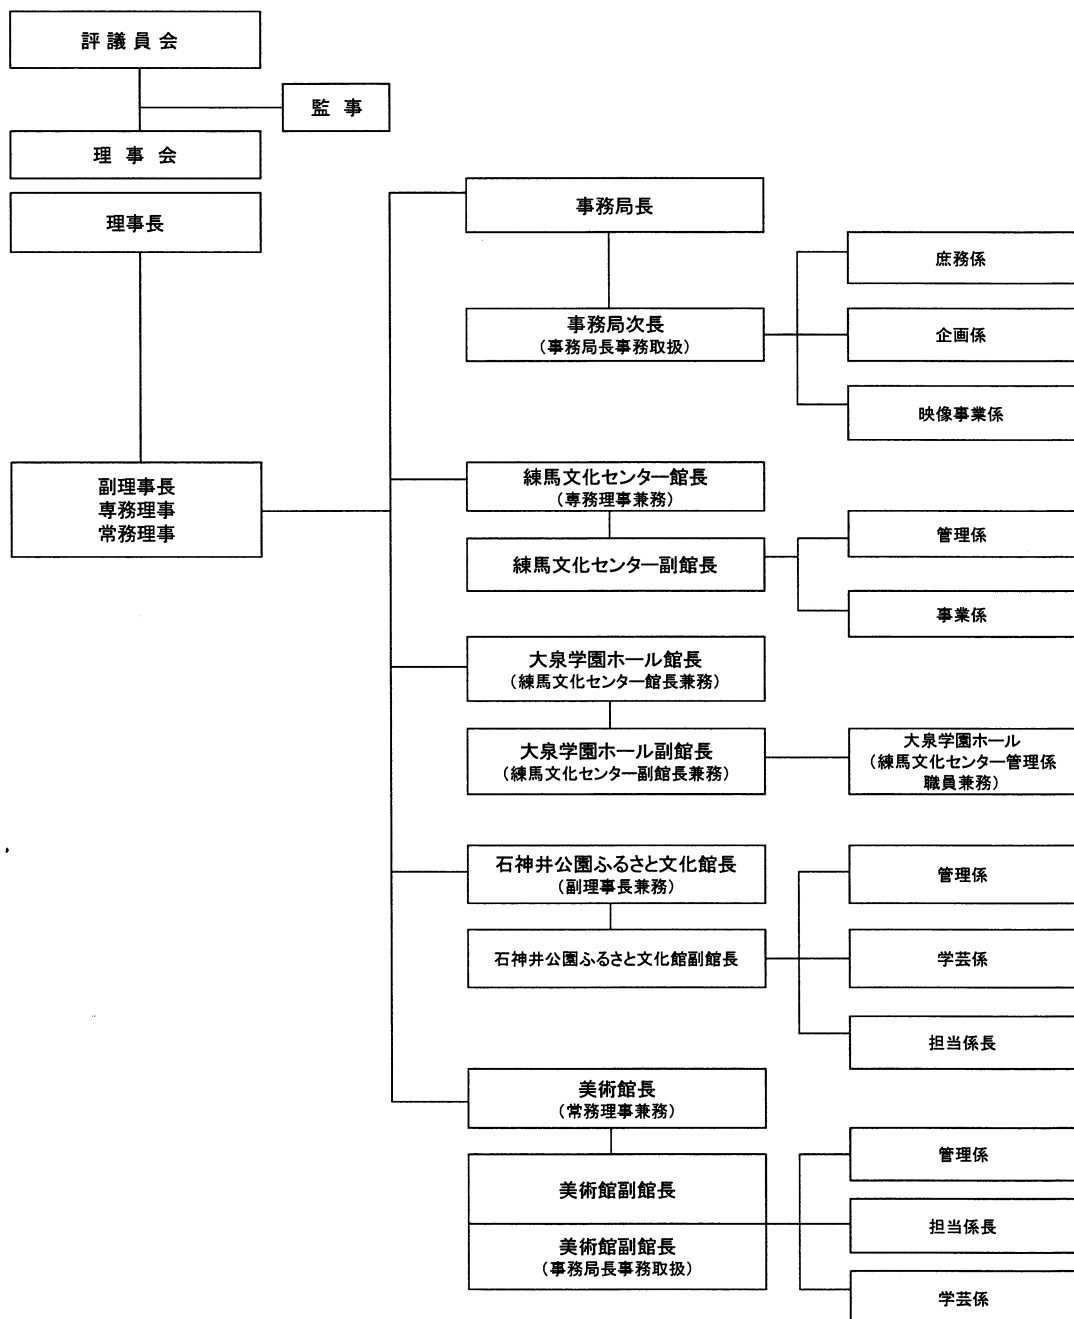 評議員会
監事
理事会
理事長
副理事長
専務理事
常務理事
事務局長
事務局次長
（事務局長事務取扱）
庶務係
企画係
映像事業係
練馬文化センター館長
（専務理事兼務）
練馬文化センター副館長
管理係
事業係
大泉学園ホール館長
（練馬文化センター館長兼務）
大泉学園ホール副館長
（練馬文化センター副館長兼務）
大泉学園ホール
（練馬文化センター管理係
職員兼務）
石神井公園ふるさと文化館長
（副理事長兼務）
石神井公園ふるさと文化館副館長
管理係
学芸係
担当係長
美術館長
（常務理事兼務）
美術館副館長
美術館副館長
（事務局長事務取扱）
管理係
担当係長
学芸係